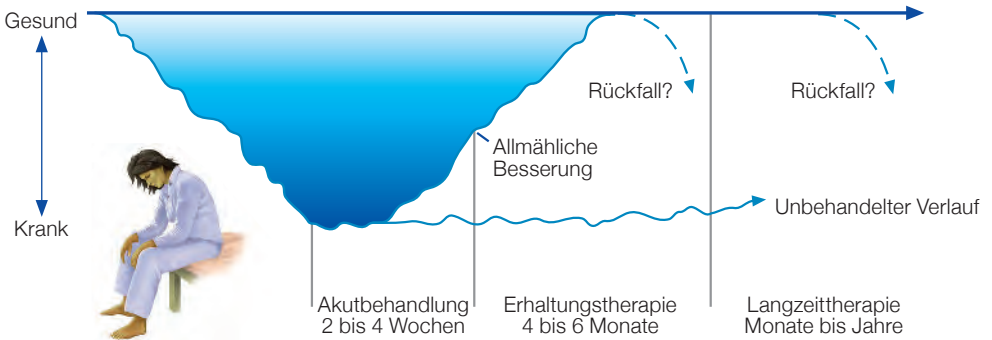 Gesund
Krank
Rückfall?
Rückfall?
Allmähliche
Besserung
Unbehandelter Verlauf
Akutbehandlung
2 bis 4 Wochen
Erhaltungstherapie
4 bis 6 Monate
Langzeittherapie
Monate bis Jahre